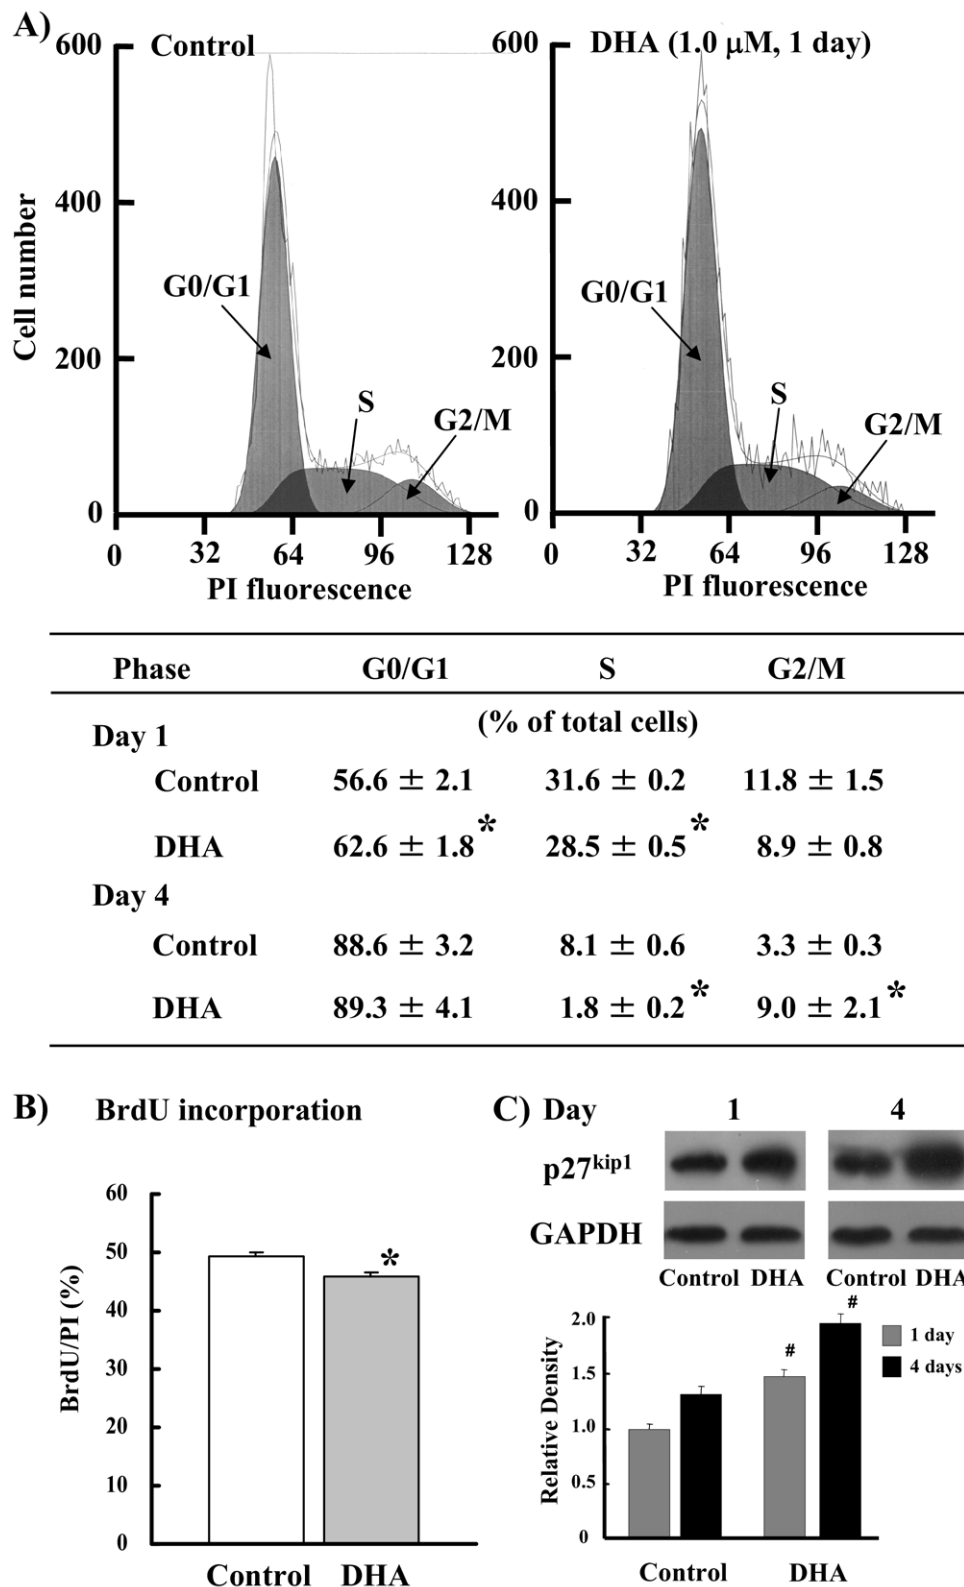 A)
Control
DHA (1.0 μM, 1 day)
600
400
200
0
Cell number
G0/G1
S
G2/M
0 32 64 96 128
PI fluorescence
600
400
200
0
G0/G1
S
G2/M
0 32 64 96 128
PI fluorescence
Phase G0/G1 S G2/M
(% of total cells)
Day 1
Control 56.6 ± 2.1 31.6 ± 0.2 11.8 ± 1.5
DHA 62.6 ± 1.8 * 28.5 ± 0.5 * 8.9 ± 0.8
Day 4
Control 88.6 ± 3.2 8.1 ± 0.6 3.3 ± 0.3
DHA 89.3 ± 4.1 1.8 ± 0.2 * 9.0 ± 2.1 *
B) BrdU incorporation
60
50
40
30
20
10
0
BrdU/PI (%)
*
Control DHA
C) Day 1 4
p27kip1
GAPDH
Control DHA Control DHA
2.0
1.5
1.0
0.5
0
Relative Density
#
#
1 day
4 days
Control DHA